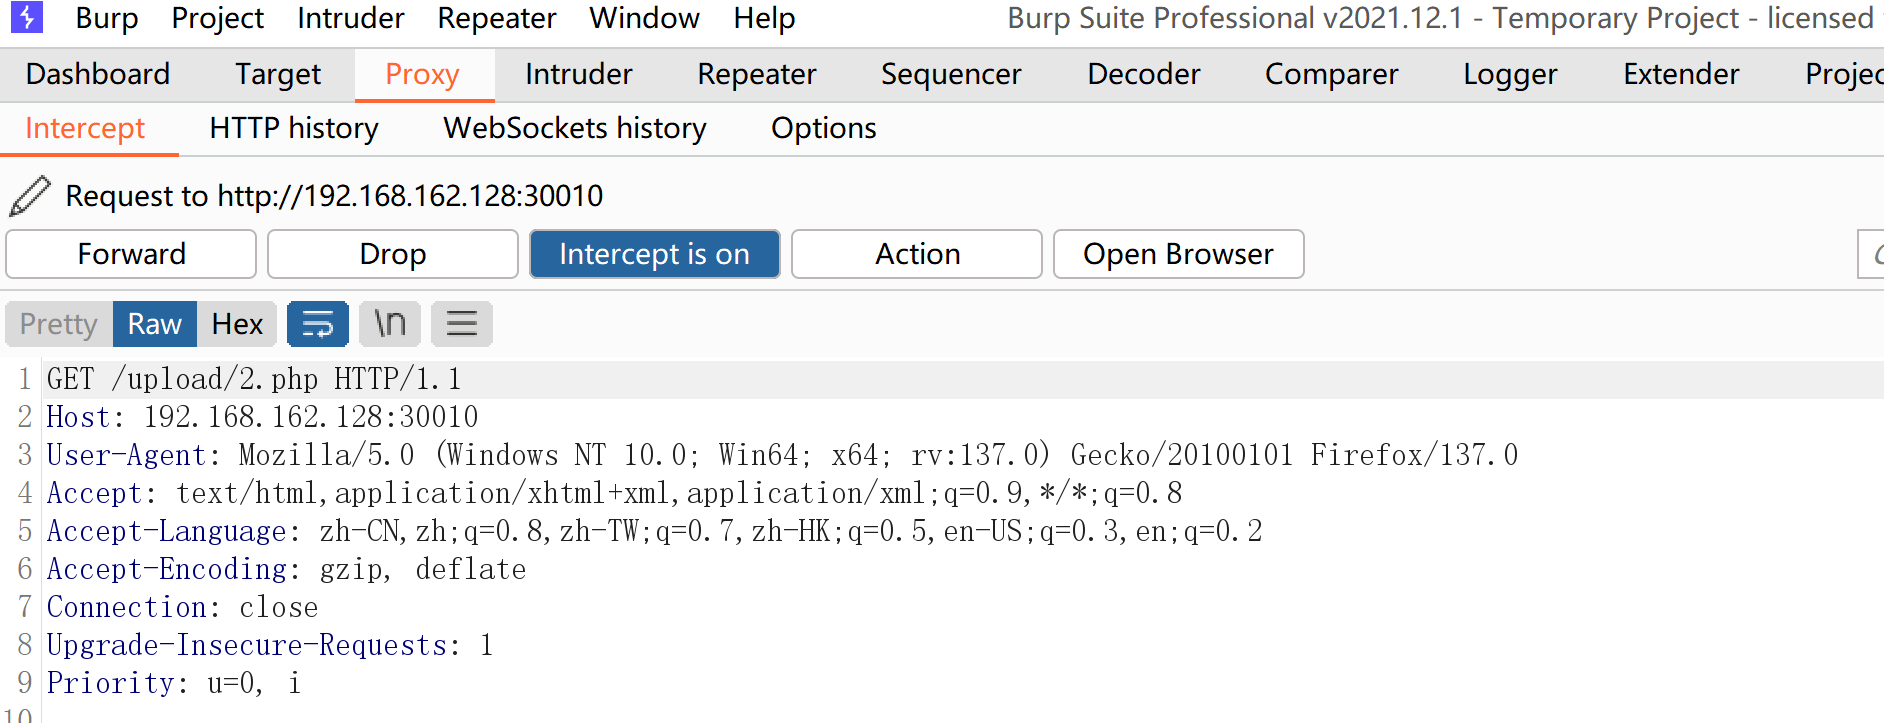 Burp Project Intruder Repeater Window Help Burp Suite Professional v2021.12.1 - Temporary Project - licensed
Dashboard Target Proxy Intruder Repeater Sequencer Decoder Comparer Logger Extender Projec
Intercept HTTP history WebSockets history Options
Request to http://192.168.162.128:30010
Forward Drop Intercept is on Action Open Browser
Pretty Raw Hex \n
1 GET /upload/2.php HTTP/1.1
2 Host: 192.168.162.128:30010
3 User-Agent: Mozilla/5.0 (Windows NT 10.0; Win64; x64; rv:137.0) Gecko/20100101 Firefox/137.0
4 Accept: text/html,application/xhtml+xml,application/xml;q=0.9,*/*;q=0.8
5 Accept-Language: zh-CN,zh;q=0.8,zh-TW;q=0.7,zh-HK;q=0.5,en-US;q=0.3,en;q=0.2
6 Accept-Encoding: gzip, deflate
7 Connection: close
8 Upgrade-Insecure-Requests: 1
9 Priority: u=0, i
10